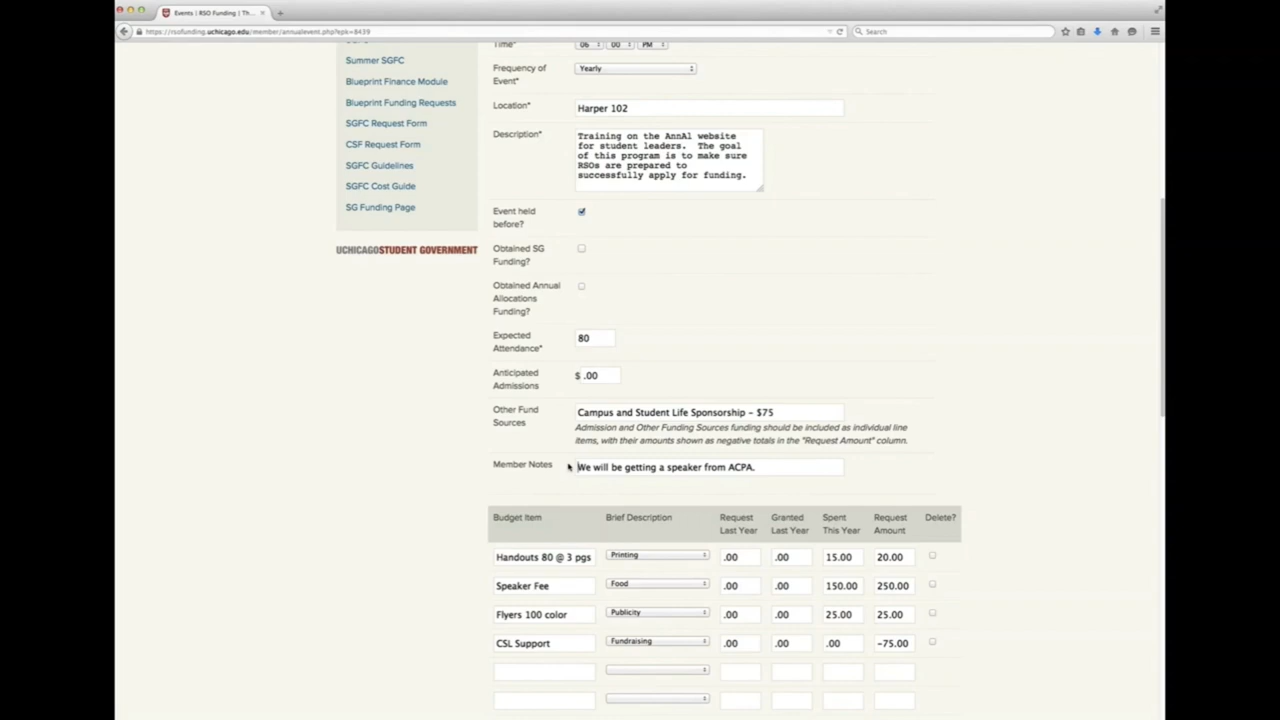 Events | RSO Funding | Th...
https://rsofunding.uchicago.edu/member/annualevent.php?epk=8439
Search
Summer SGFC
Blueprint Finance Module
Blueprint Funding Requests
SGFC Request Form
CSF Request Form
SGFC Guidelines
SGFC Cost Guide
SG Funding Page
UCHICAGOSTUDENT GOVERNMENT
Time* 06 00 PM
Frequency of Event* Yearly
Location* Harper 102
Description*
Training on the AnnAl website
for student leaders. The goal
of this program is to make sure
RSOs are prepared to
successfully apply for funding.
Event held
before?
Obtained SG
Funding?
Obtained Annual
Allocations
Funding?
Expected
Attendance* 80
Anticipated
Admissions $ .00
Other Fund
Sources
Campus and Student Life Sponsorship - $75
Admission and Other Funding Sources funding should be included as individual line
items, with their amounts shown as negative totals in the "Request Amount" column.
Member Notes We will be getting a speaker from ACPA.
Budget Item Brief Description Request Last Year Granted Last Year Spent This Year Request Amount Delete?
Handouts 80 @ 3 pgs Printing .00 .00 15.00 20.00
Speaker Fee Food .00 .00 150.00 250.00
Flyers 100 color Publicity .00 .00 25.00 25.00
CSL Support Fundraising .00 .00 .00 -75.00